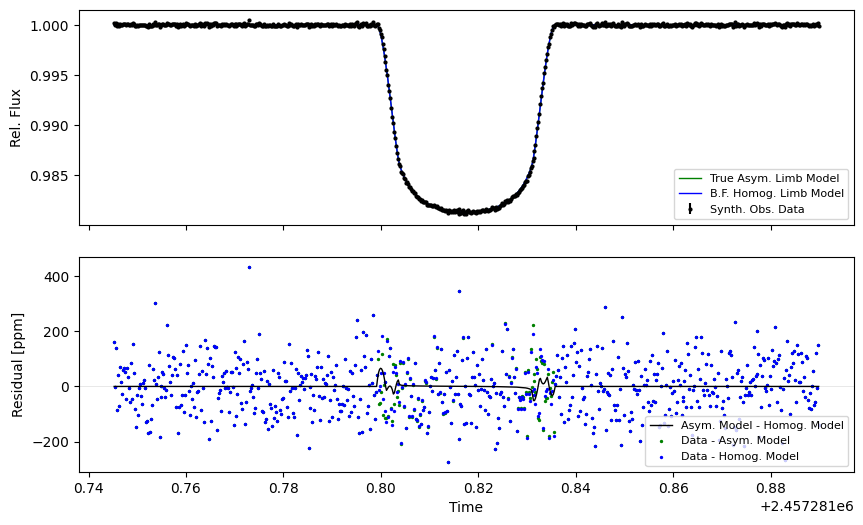 1.000
0.995
0.990
0.985
Rel. Flux
True Asym. Limb Model
B.F. Homog. Limb Model
Synth. Obs. Data
400
200
0
−200
Residual [ppm]
Asym. Model - Homog. Model
Data - Asym. Model
Data - Homog. Model
0.74 0.76 0.78 0.80 0.82 0.84 0.86 0.88
Time
+2.457281e6